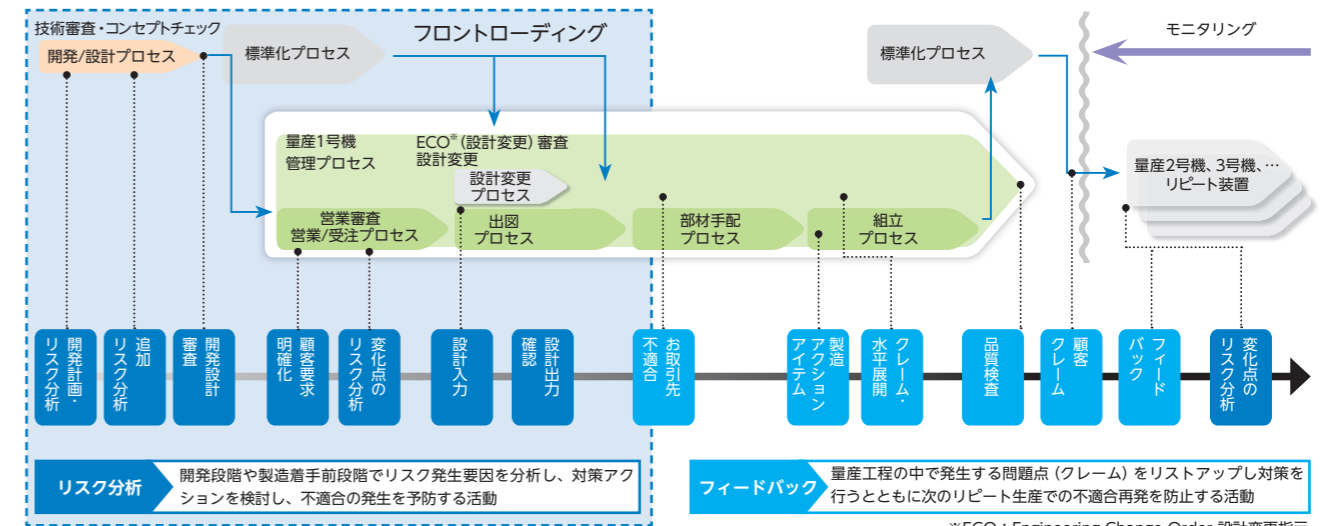 技術審査・コンセプトチェック
開発/設計プロセス
標準化プロセス
フロントローディング
標準化プロセス
モニタリング
量産1号機
管理プロセス
ECO※(設計変更)審査
設計変更
設計変更
プロセス
営業審査
営業/受注プロセス
出図
プロセス
部材手配
プロセス
組立
プロセス
量産2号機、3号機、…
リピート装置
開発計画・
リスク分析
追加
リスク分析
開発設計
審査
顧客要求
明確化
変化点の
リスク分析
設計入力
設計出力
確認
お取引先
不適合
製造
アクション
アイテム
クレーム・
水平展開
品質検査
顧客
クレーム
フィード
バック
変化点の
リスク分析
リスク分析
開発段階や製造着手前段階でリスク発生要因を分析し、対策アク
ションを検討し、不適合の発生を予防する活動
フィードバック
量産工程の中で発生する問題点(クレーム)をリストアップし対策を
行うとともに次のリピート生産での不適合再発を防止する活動
※ECO:Engineering Change Order 設計変更指示